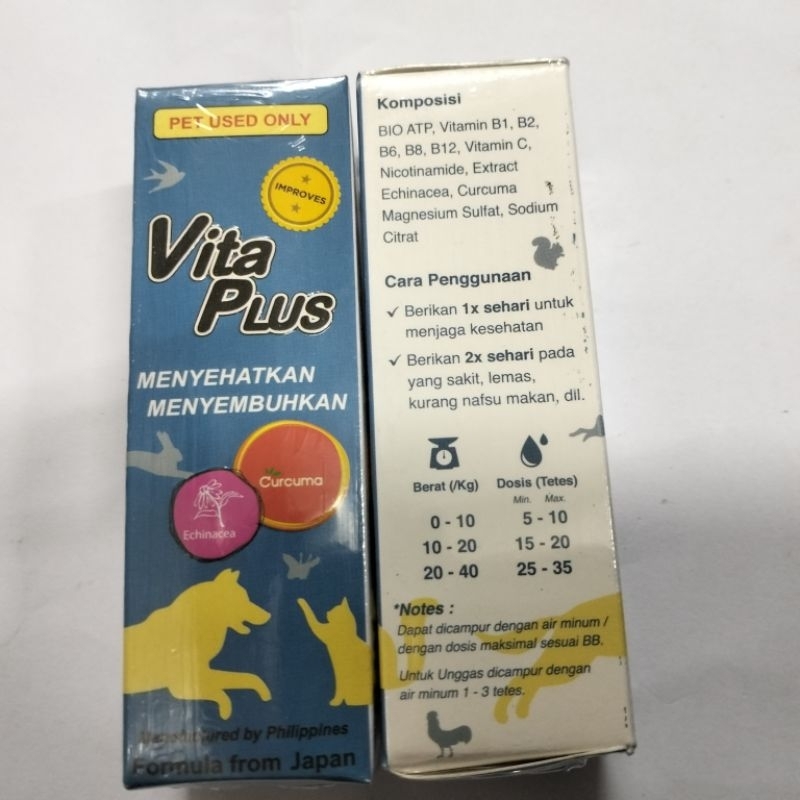 PET USED ONLY
IMPROVES
Vita
Plus
MENYEHATKAN
MENYEMBUHKAN
Curcuma
Echinacea
Manufactured by Philippines
Formula from Japan
Komposisi
BIO ATP, Vitamin B1, B2,
B6, B8, B12, Vitamin C,
Nicotinamide, Extract
Echinacea, Curcuma
Magnesium Sulfat, Sodium
Citrat
Cara Penggunaan
✓ Berikan 1x sehari untuk
menjaga kesehatan
✓ Berikan 2x sehari pada
yang sakit, lemas,
kurang nafsu makan, dll.
Berat (/Kg) Dosis (Tetes)
Min. Max.
0 - 10 5 - 10
10 - 20 15 - 20
20 - 40 25 - 35
*Notes :
Dapat dicampur dengan air minum /
dengan dosis maksimal sesuai BB.
Untuk Unggas dicampur dengan
air minum 1 - 3 tetes.